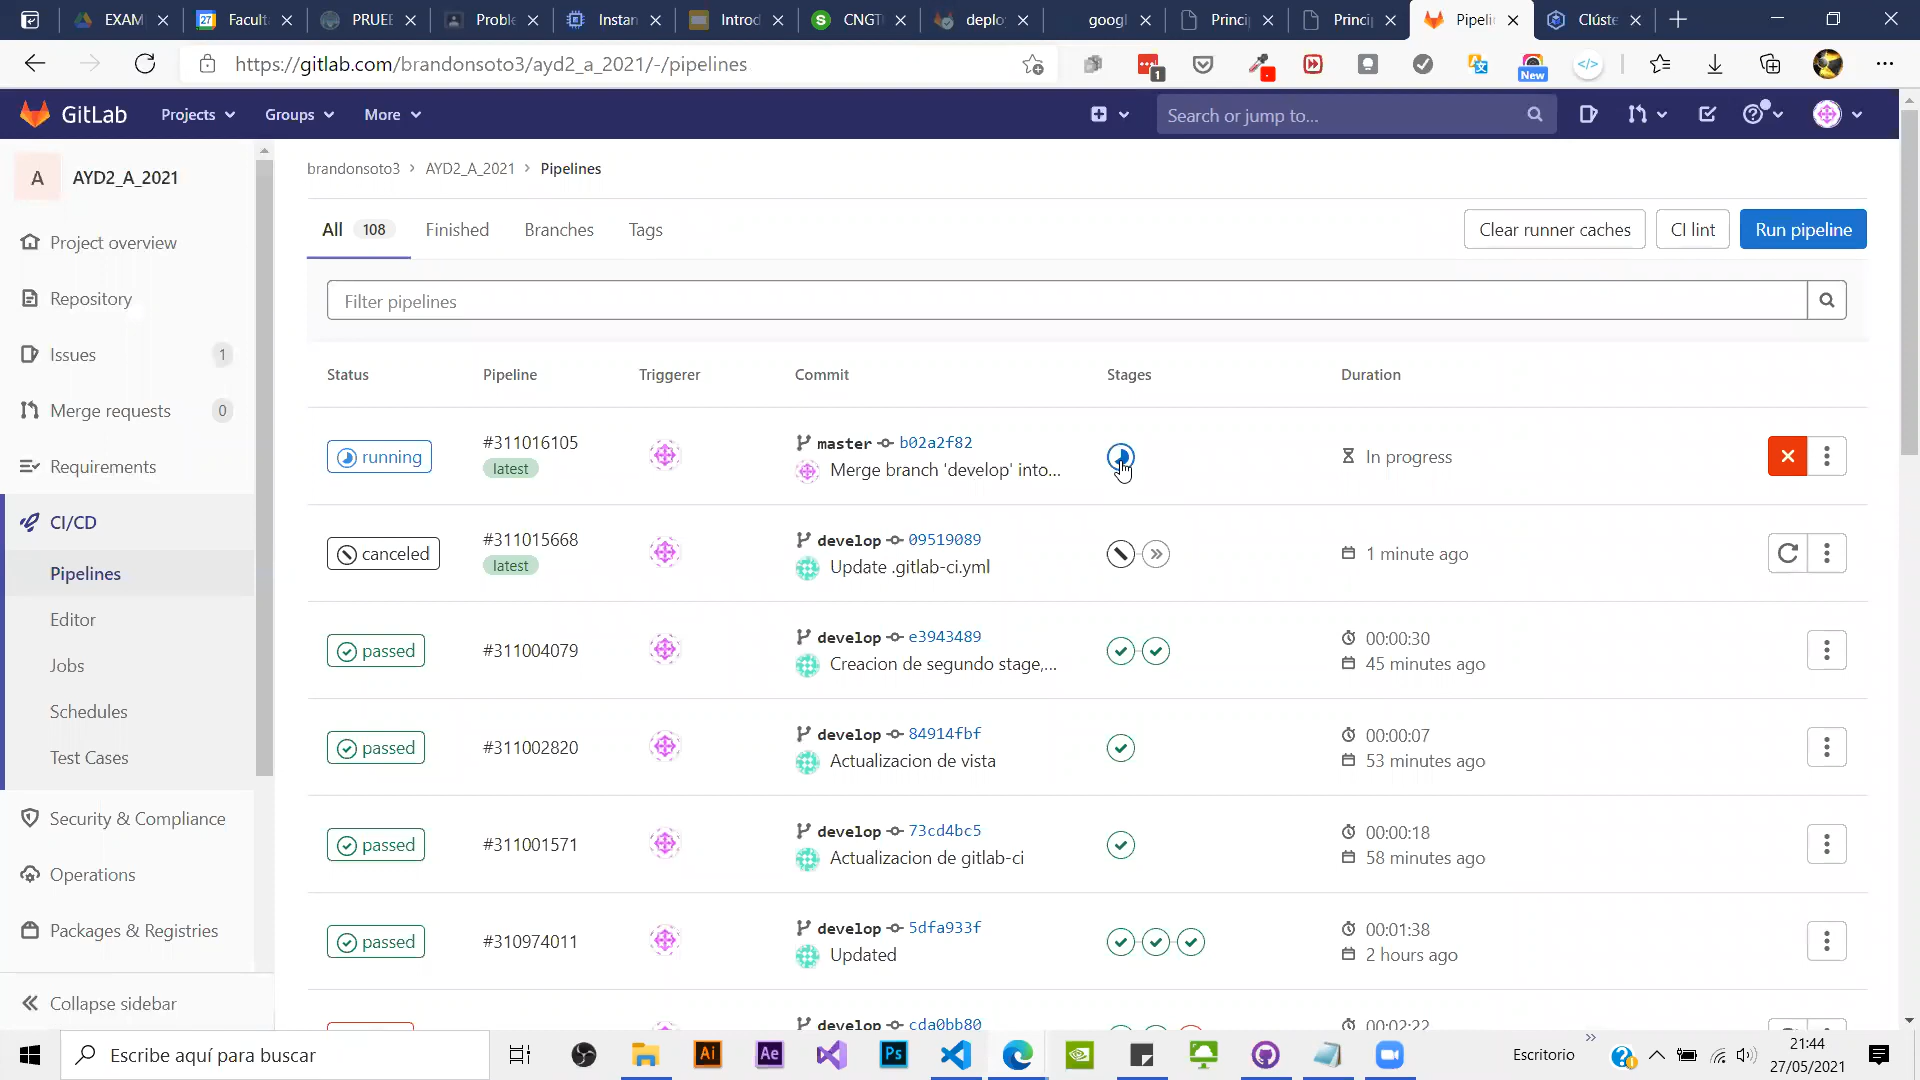 EXAM
Facult
PRUEE
Proble
Instan
Introd
CNGT
deplo
googl
Princi
Princi
Pipeli
Clúste
https://gitlab.com/brandonsoto3/ayd2_a_2021/-/pipelines
1
New
GitLab
Projects
Groups
More
Search or jump to...
A
AYD2_A_2021
Project overview
Repository
Issues 1
Merge requests 0
Requirements
CI/CD
Pipelines
Editor
Jobs
Schedules
Test Cases
Security & Compliance
Operations
Packages & Registries
Collapse sidebar
brandonsoto3 › AYD2_A_2021 › Pipelines
All 108 Finished Branches Tags
Clear runner caches
CI lint
Run pipeline
Filter pipelines
Status Pipeline Triggerer Commit Stages Duration
running #311016105 master b02a2f82 In progress
latest Merge branch 'develop' into...
canceled #311015668 develop 09519089 1 minute ago
latest Update .gitlab-ci.yml
passed #311004079 develop e3943489 00:00:30
Creacion de segundo stage,... 45 minutes ago
passed #311002820 develop 84914fbf 00:00:07
Actualizacion de vista 53 minutes ago
passed #311001571 develop 73cd4bc5 00:00:18
Actualizacion de gitlab-ci 58 minutes ago
passed #310974011 develop 5dfa933f 00:01:38
Updated 2 hours ago
develop cda0bb80 00:02:22
Escribe aquí para buscar
Ai
Ae
Ps
Escritorio
21:44
27/05/2021